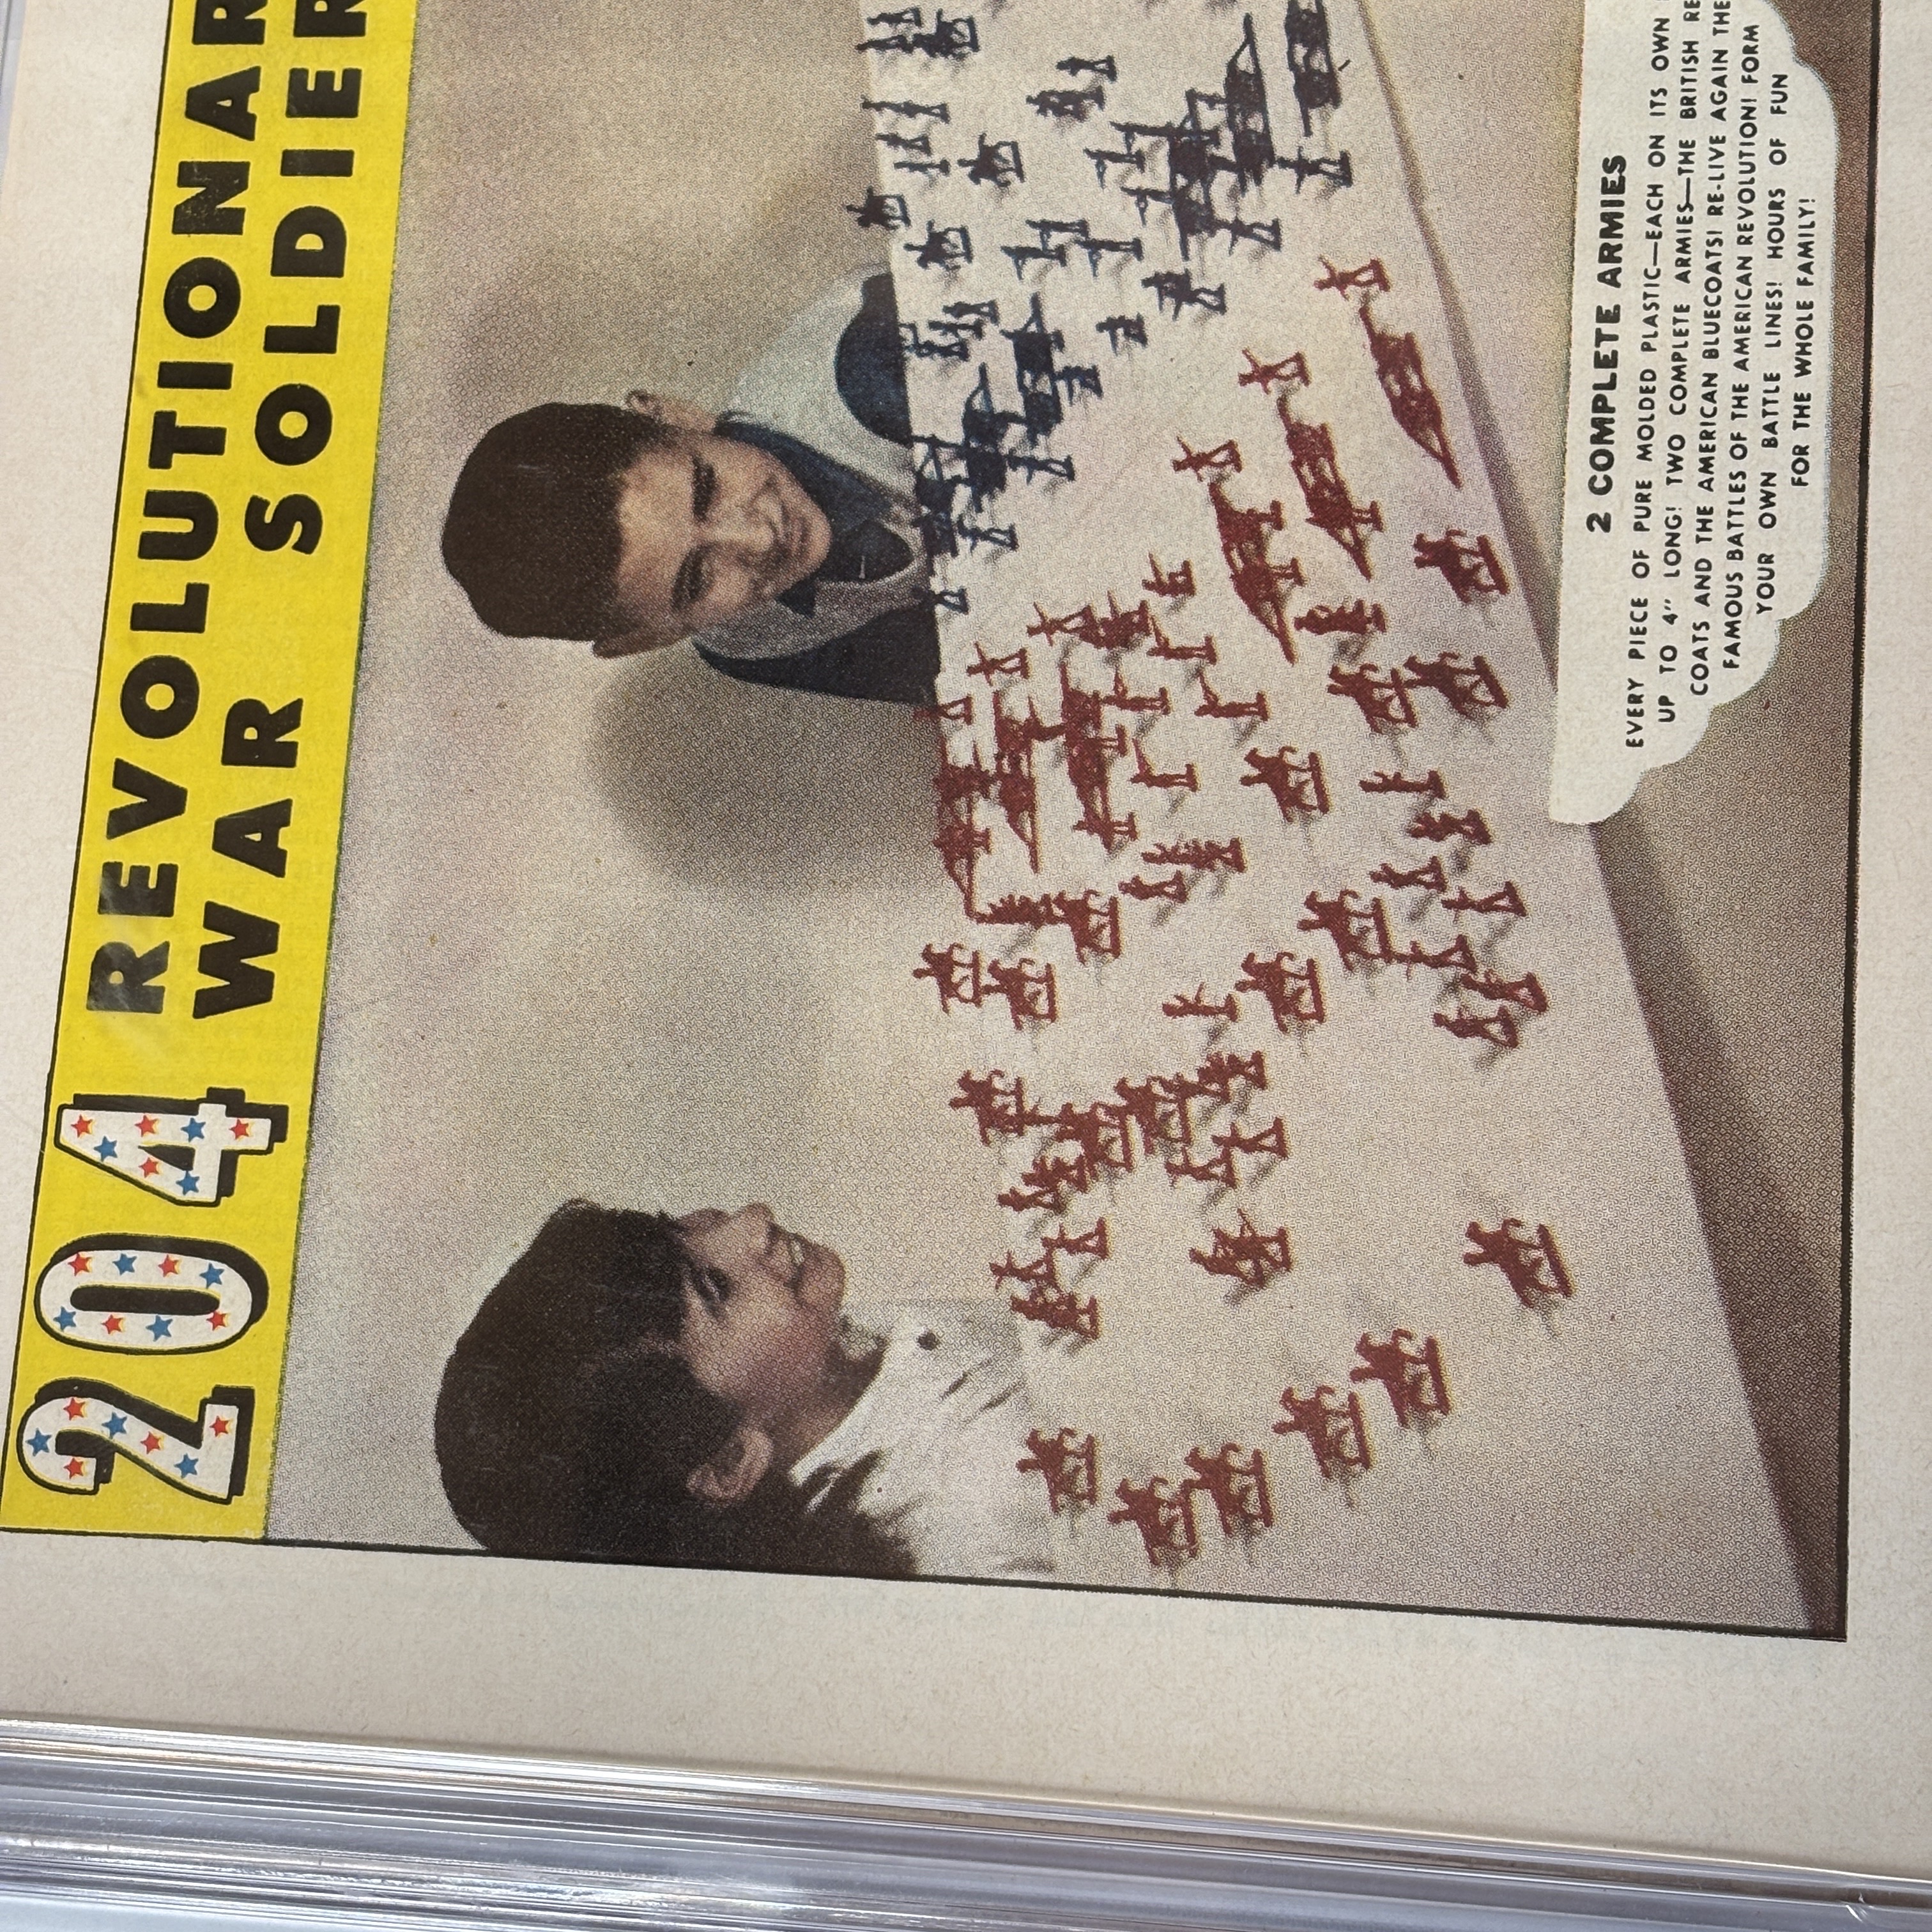 204 REVOLUTIONAR
WAR SOLDIER
2 COMPLETE ARMIES
EVERY PIECE OF PURE MOLDED PLASTIC—EACH ON ITS OWN
UP TO 4" LONG! TWO COMPLETE ARMIES—THE BRITISH RE
COATS AND THE AMERICAN BLUECOATS! RE-LIVE AGAIN THE
FAMOUS BATTLES OF THE AMERICAN REVOLUTION! FORM
YOUR OWN BATTLE LINES! HOURS OF FUN
FOR THE WHOLE FAMILY!